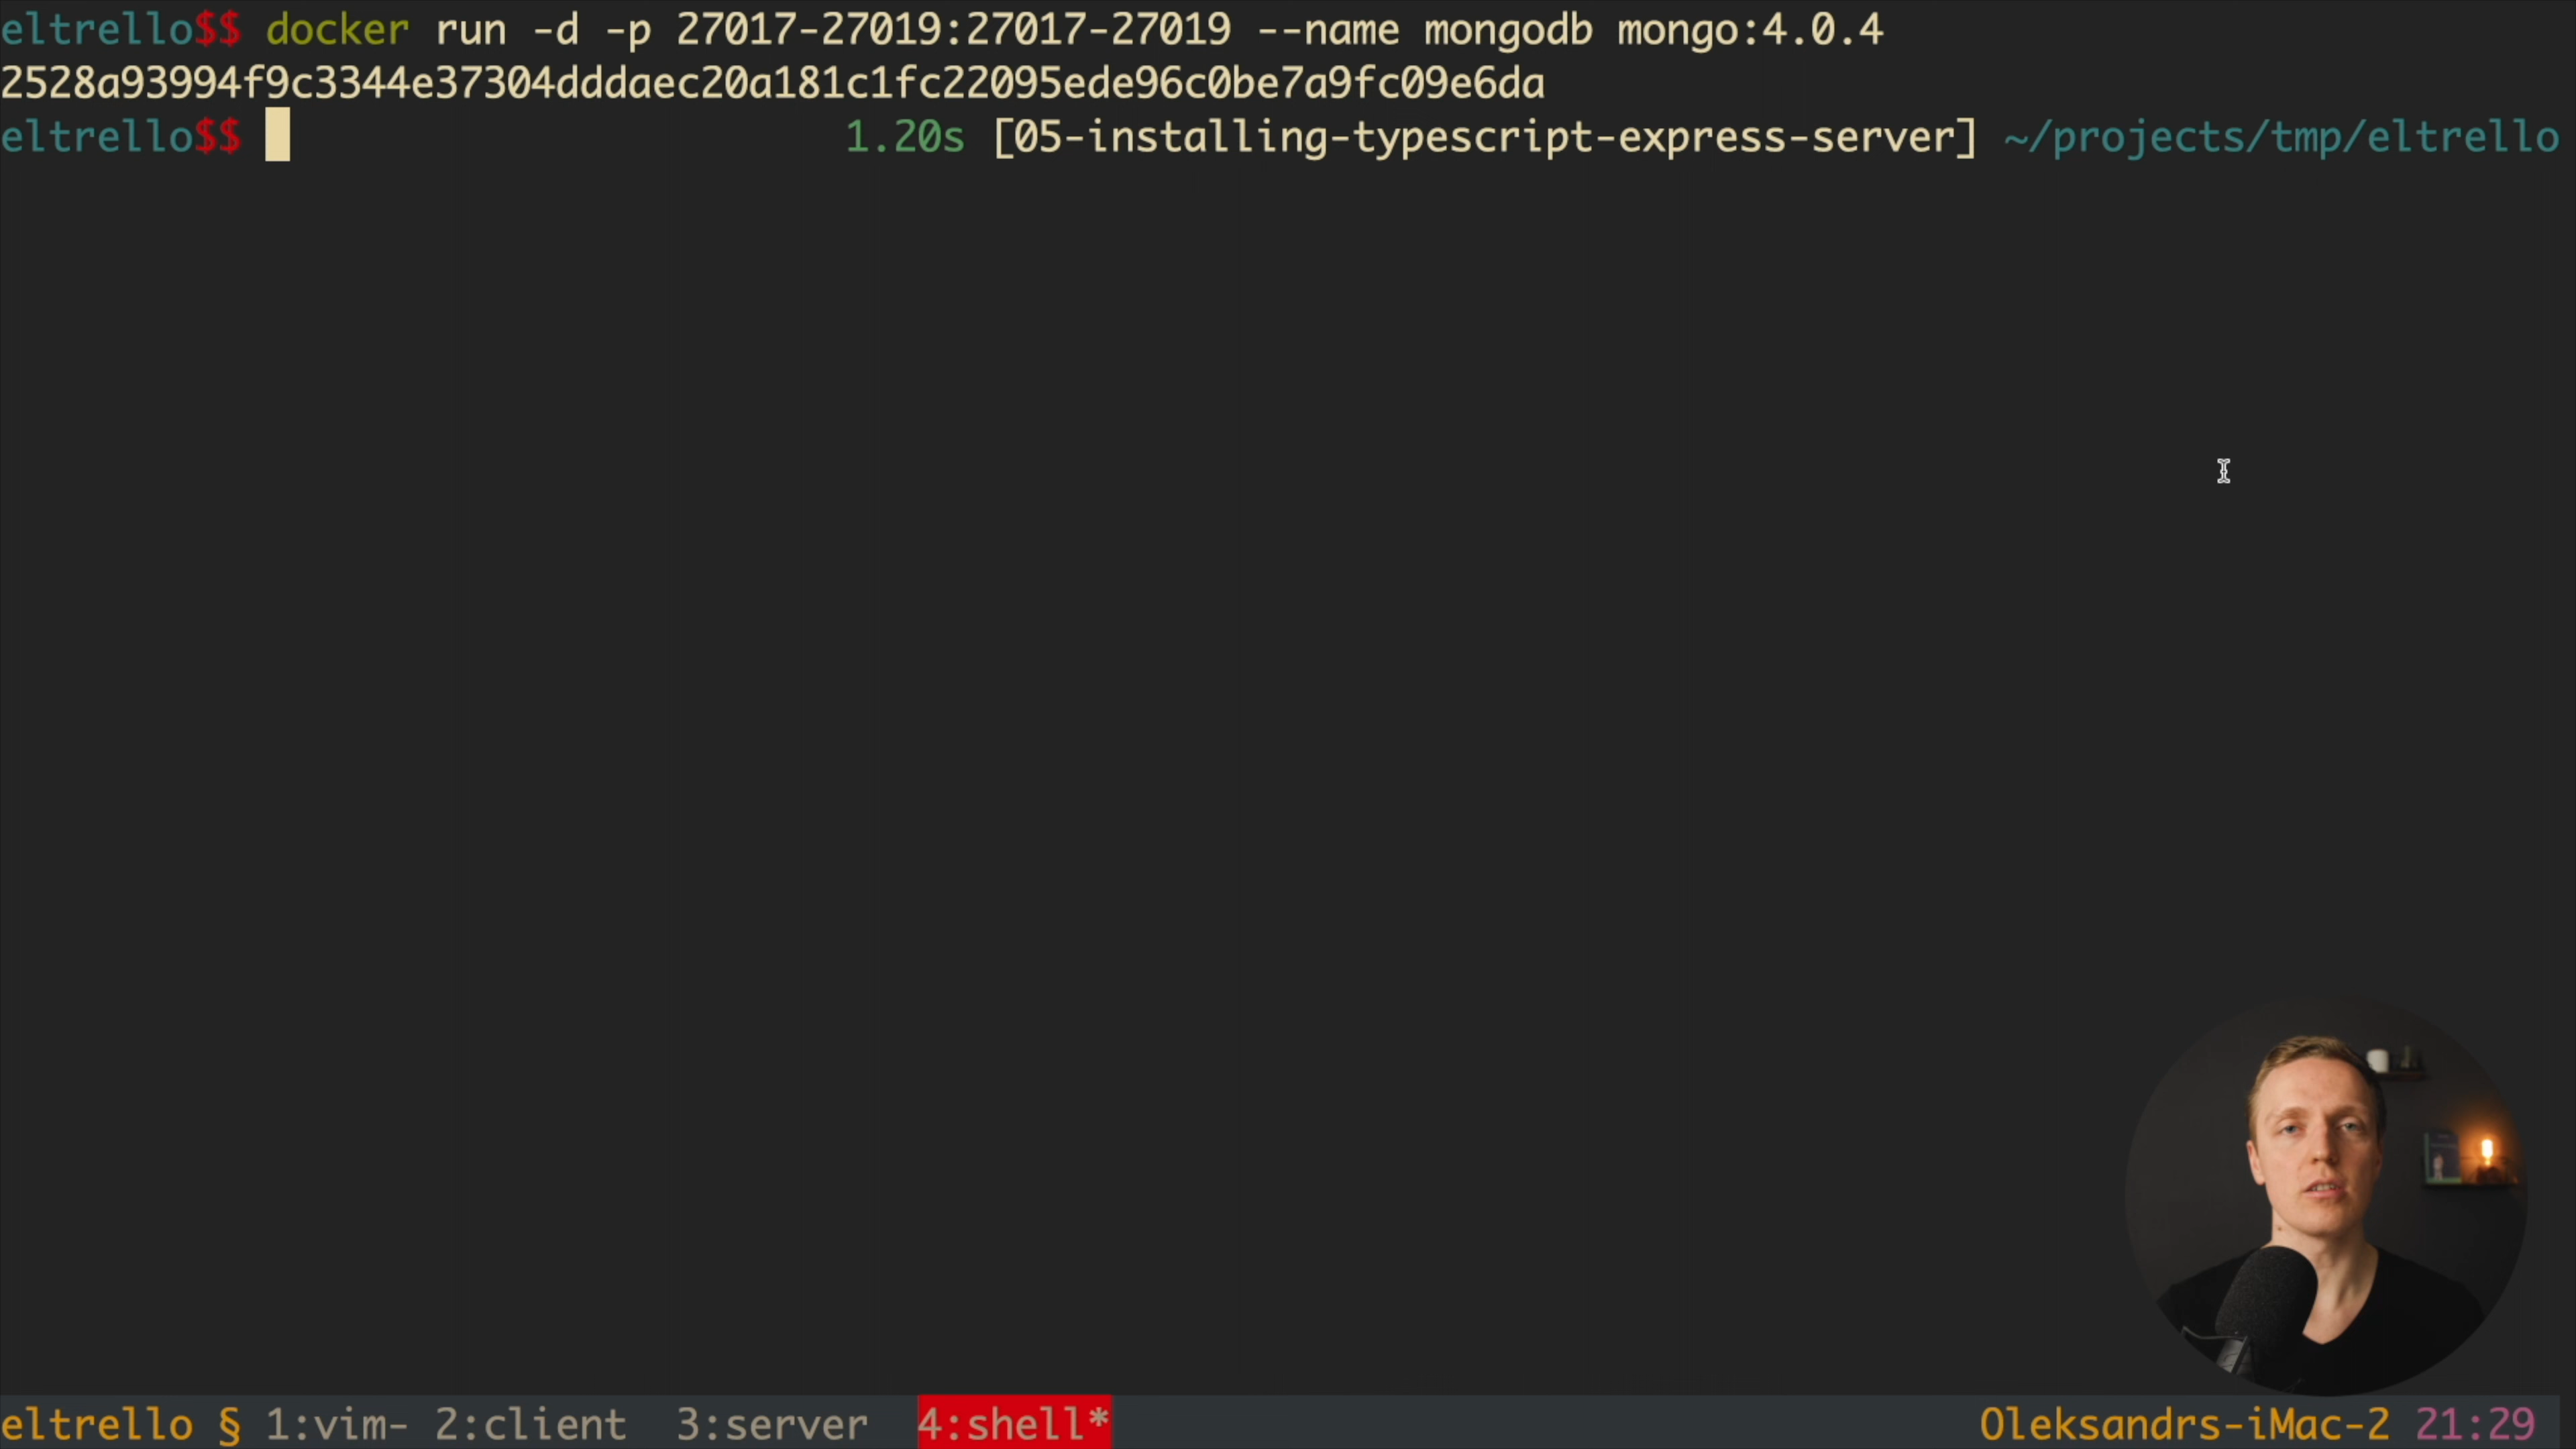 eltrello$$ docker run -d -p 27017-27019:27017-27019 --name mongodb mongo:4.0.4
2528a93994f9c3344e37304dddaec20a181c1fc22095ede96c0be7a9fc09e6da
eltrello$$ 1.20s [05-installing-typescript-express-server] ~/projects/tmp/eltrello
eltrello § 1:vim- 2:client 3:server 4:shell* Oleksandrs-iMac-2 21:29